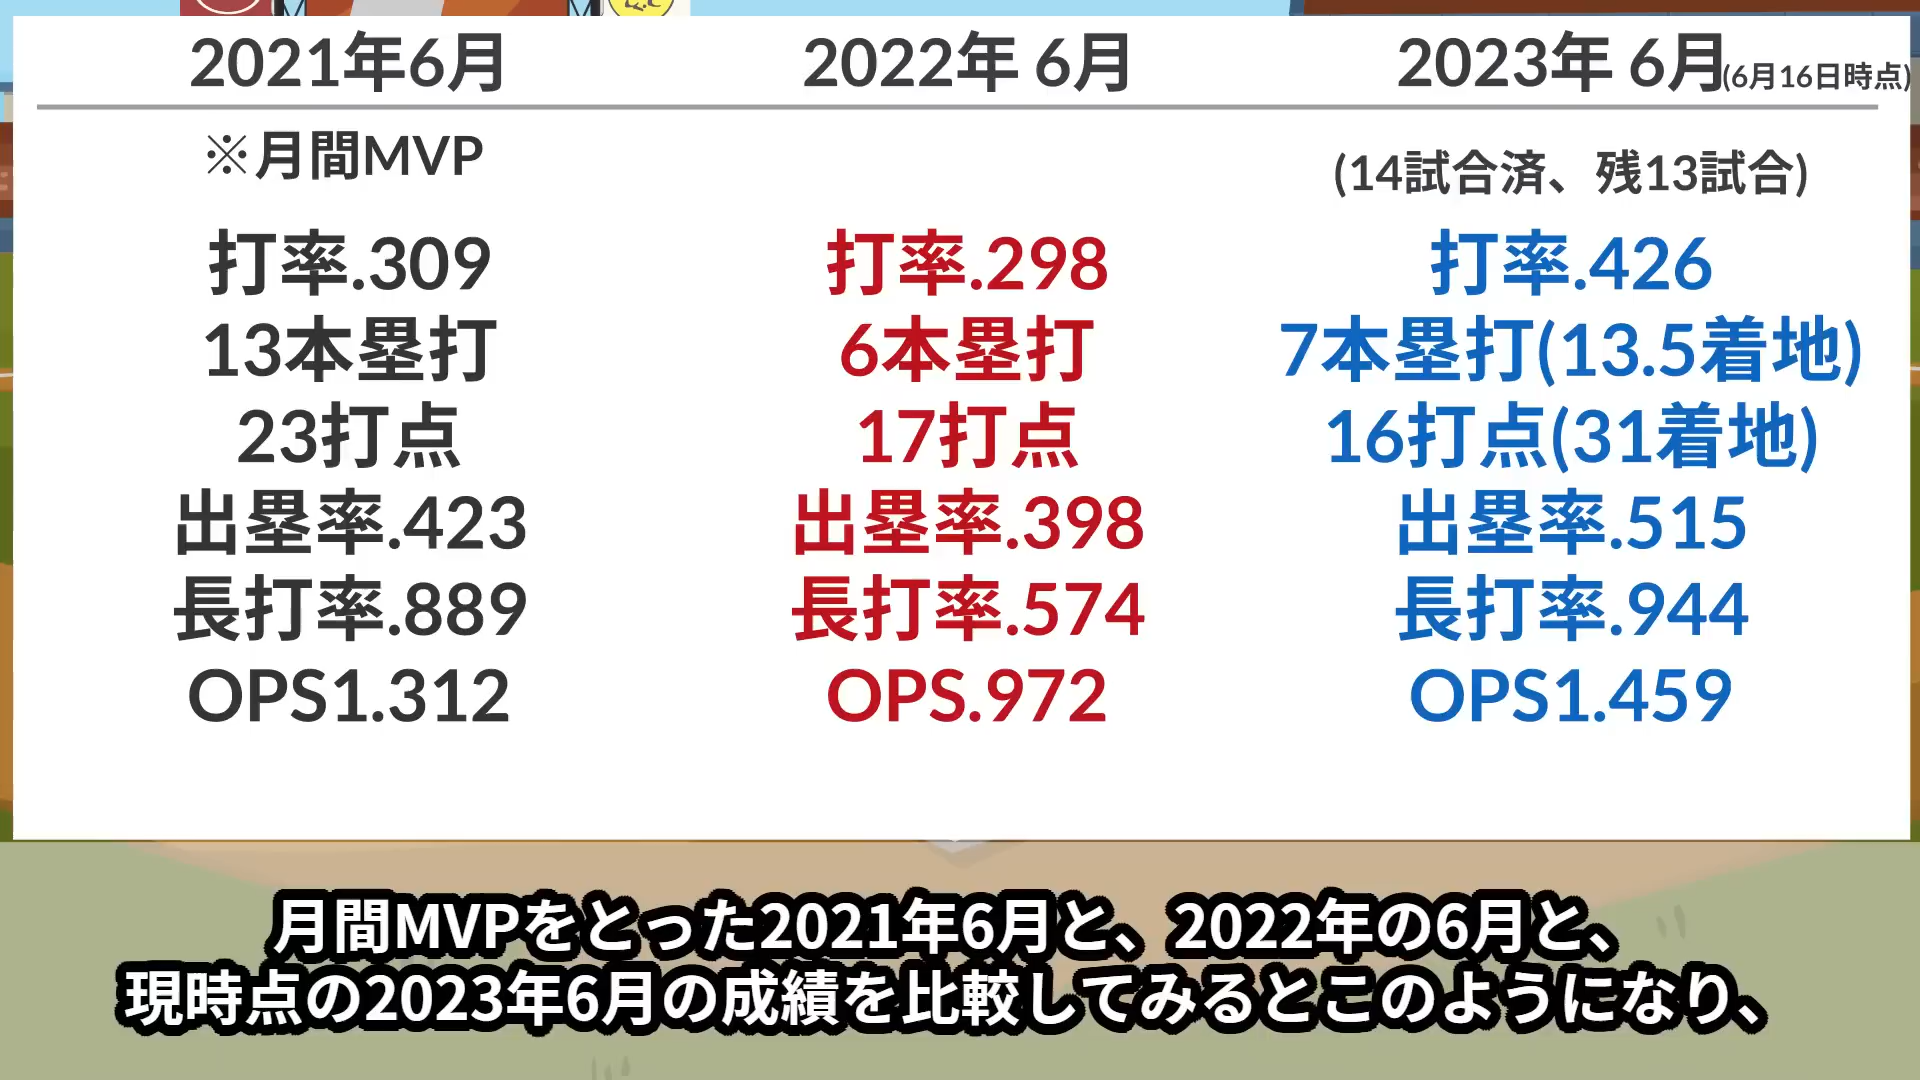 2021年6月
2022年 6月
2023年 6月(6月16日時点)
※月間MVP
(14試合済、残13試合)
打率.309
打率.298
打率.426
13本塁打
6本塁打
7本塁打(13.5着地)
23打点
17打点
16打点(31着地)
出塁率.423
出塁率.398
出塁率.515
長打率.889
長打率.574
長打率.944
OPS1.312
OPS.972
OPS1.459
月間MVPをとった2021年6月と、2022年の6月と、
現時点の2023年6月の成績を比較してみるとこのようになり、